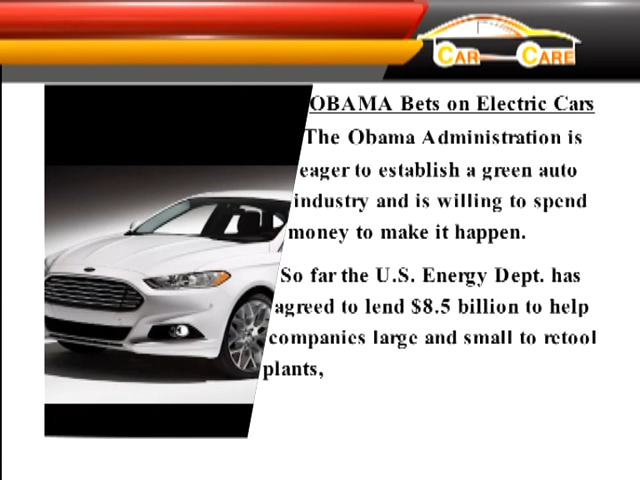 CAR CARE
OBAMA Bets on Electric Cars
The Obama Administration is
eager to establish a green auto
industry and is willing to spend
money to make it happen.
So far the U.S. Energy Dept. has
agreed to lend $8.5 billion to help
companies large and small to retool
plants,